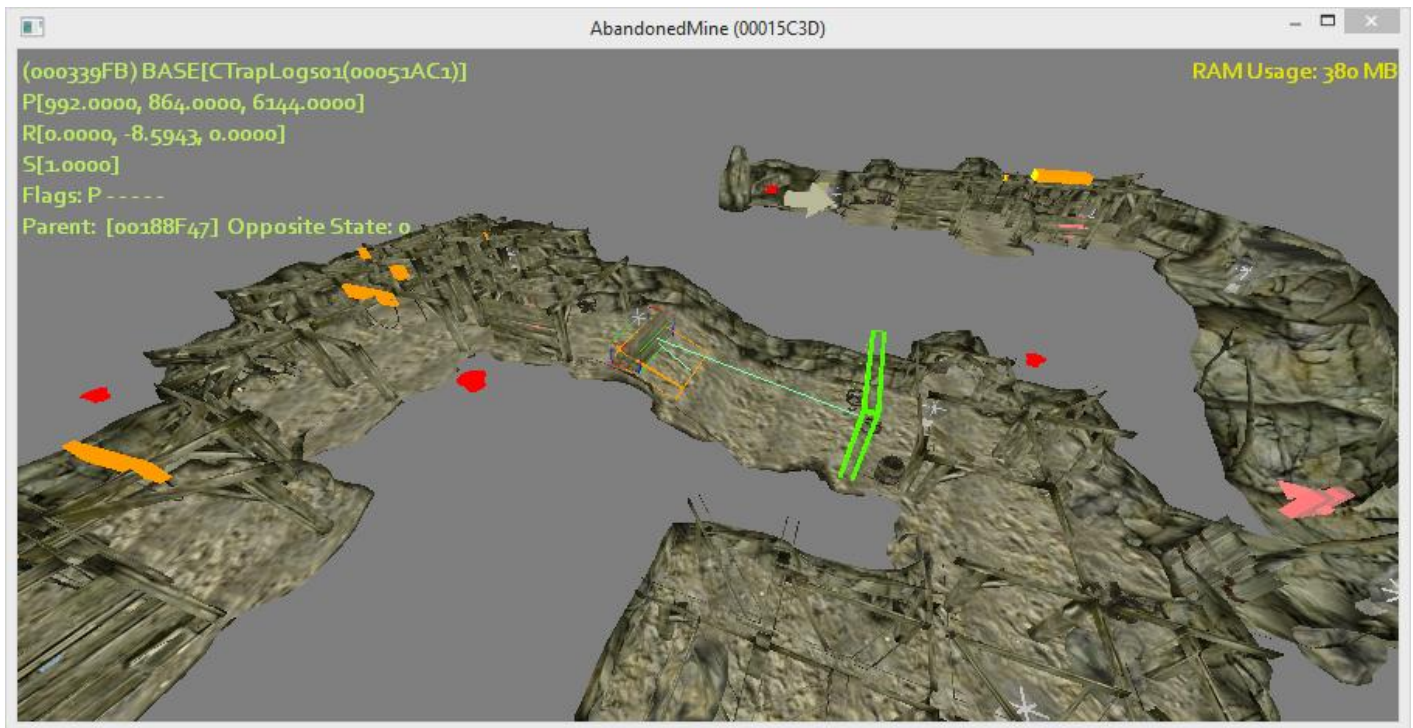 AbandonedMine (00015C3D)
(000339FB) BASE[CTrapLogs01(00051AC1)]
RAM Usage: 380 MB
P[992.0000, 864.0000, 6144.0000]
R[0.0000, -8.5943, 0.0000]
S[1.0000]
Flags: P - - - - -
Parent: [00188F47] Opposite State: 0